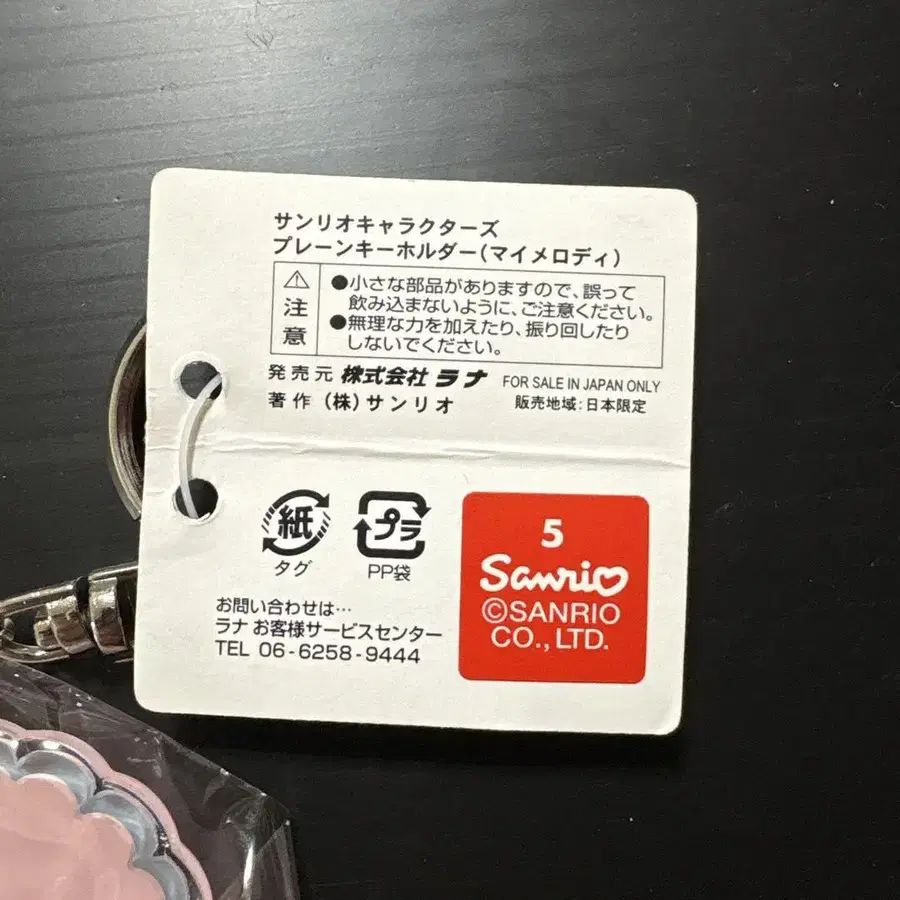 サンリオキャラクターズ
プレーンキーホルダー(マイメロディ)
注意
●小さな部品がありますので、誤って
飲み込まないように、ご注意ください。
●無理な力を加えたり、振り回したり
しないでください。
発売元 株式会社 ラナ
著作 (株)サンリオ
FOR SALE IN JAPAN ONLY
販売地域:日本限定
紙
タグ
プラ
PP袋
お問い合わせは…
ラナ お客様サービスセンター
TEL 06-6258-9444
5
Sanrio
©SANRIO
CO., LTD.